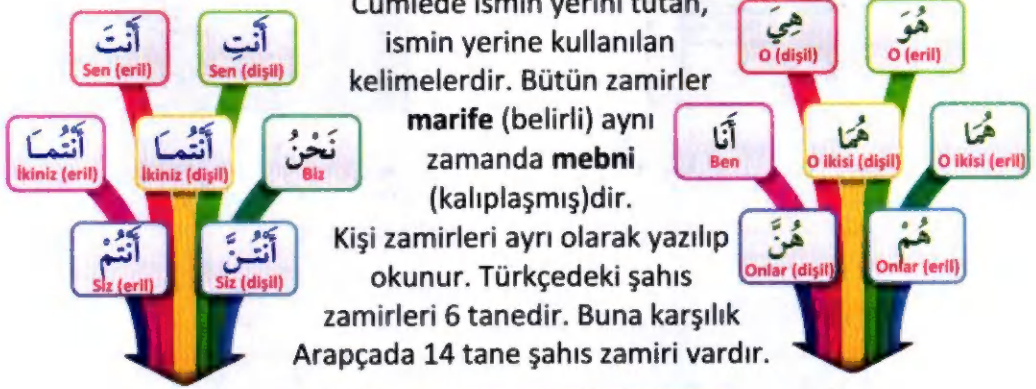 Cümlede ismin yerini tutan,
ismin yerine kullanılan
kelimelerdir. Bütün zamirler
marife (belirli) aynı
zamanda mebni
(kalıplaşmış)dir.
Kişi zamirleri ayrı olarak yazılıp
okunur. Türkçedeki şahıs
zamirleri 6 tanedir. Buna karşılık
Arapçada 14 tane şahıs zamiri vardır.
أَنْتَ
Sen (eril)
أَنْتِ
Sen (dişil)
أَنْتُمَا
İkiniz (eril)
أَنْتُمَا
İkiniz (dişil)
نَحْنُ
Biz
أَنْتُمْ
Siz (eril)
أَنْتُنَّ
Siz (dişil)
هِيَ
O (dişil)
هُوَ
O (eril)
أَنَا
Ben
هُمَا
O ikisi (dişil)
هُمَا
O ikisi (eril)
هُنَّ
Onlar (dişil)
هُمْ
Onlar (eril)